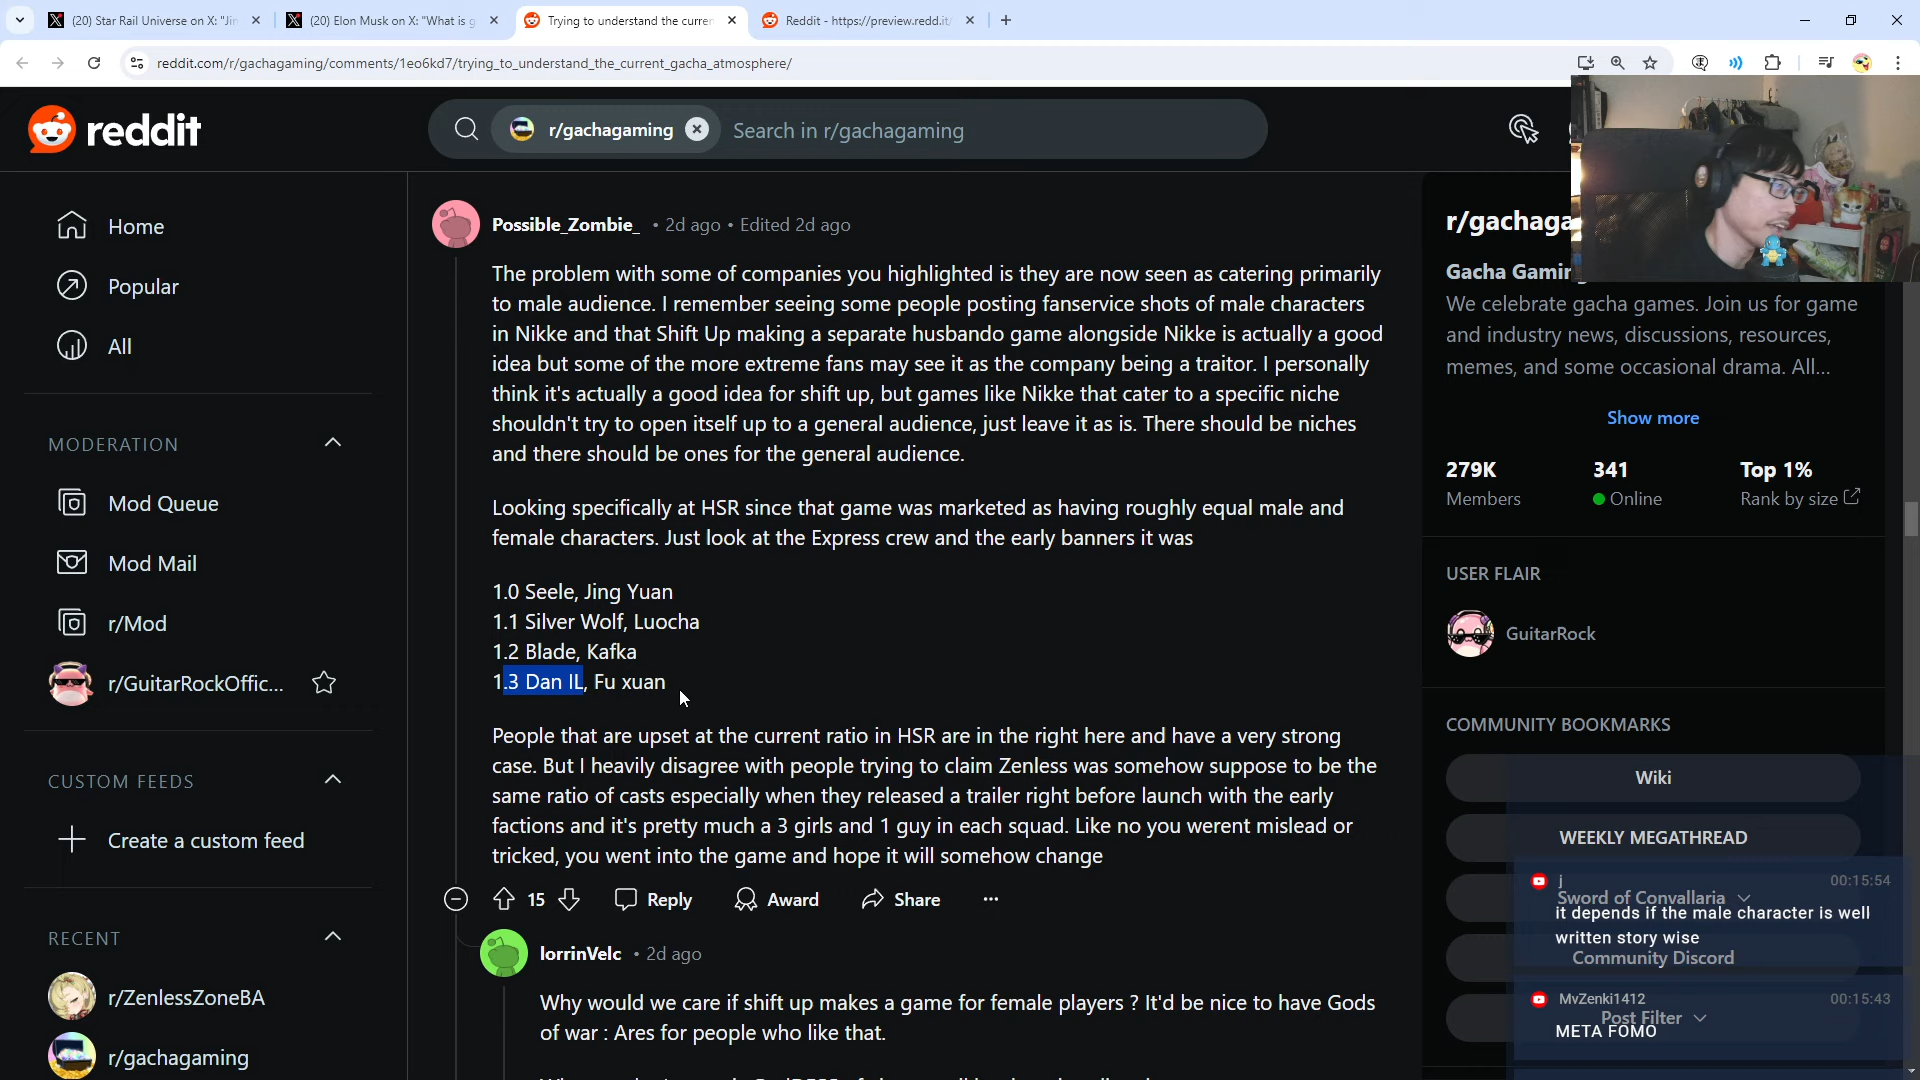 (20) Star Rail Universe on X: "Jin
(20) Elon Musk on X: "What is g
Trying to understand the curren
Reddit - https://preview.redd.it/
reddit.com/r/gachagaming/comments/1eo6kd7/trying_to_understand_the_current_gacha_atmosphere/
reddit
r/gachagaming
Search in r/gachagaming
Home
Popular
All
MODERATION
Mod Queue
Mod Mail
r/Mod
r/GuitarRockOffic...
CUSTOM FEEDS
Create a custom feed
RECENT
r/ZenlessZoneBA
r/gachagaming
Possible_Zombie_ • 2d ago • Edited 2d ago
The problem with some of companies you highlighted is they are now seen as catering primarily
to male audience. I remember seeing some people posting fanservice shots of male characters
in Nikke and that Shift Up making a separate husbando game alongside Nikke is actually a good
idea but some of the more extreme fans may see it as the company being a traitor. I personally
think it's actually a good idea for shift up, but games like Nikke that cater to a specific niche
shouldn't try to open itself up to a general audience, just leave it as is. There should be niches
and there should be ones for the general audience.
Looking specifically at HSR since that game was marketed as having roughly equal male and
female characters. Just look at the Express crew and the early banners it was
1.0 Seele, Jing Yuan
1.1 Silver Wolf, Luocha
1.2 Blade, Kafka
1.3 Dan IL, Fu xuan
People that are upset at the current ratio in HSR are in the right here and have a very strong
case. But I heavily disagree with people trying to claim Zenless was somehow suppose to be the
same ratio of casts especially when they released a trailer right before launch with the early
factions and it's pretty much a 3 girls and 1 guy in each squad. Like no you werent mislead or
tricked, you went into the game and hope it will somehow change
15
Reply
Award
Share
lorrinVelc • 2d ago
Why would we care if shift up makes a game for female players ? It'd be nice to have Gods
of war : Ares for people who like that.
r/gachaga
Gacha Gaming
We celebrate gacha games. Join us for game
and industry news, discussions, resources,
memes, and some occasional drama. All...
Show more
279K
341
Top 1%
Members
Online
Rank by size
USER FLAIR
GuitarRock
COMMUNITY BOOKMARKS
Wiki
WEEKLY MEGATHREAD
j
00:15:54
Sword of Convallaria
it depends if the male character is well
written story wise
Community Discord
MvZenki1412
00:15:43
Post Filter
META FOMO